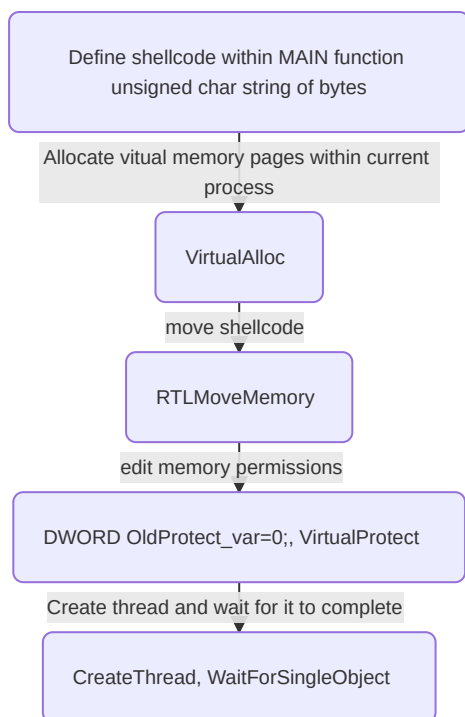 Define shellcode within MAIN function
unsigned char string of bytes
Allocate vitual memory pages within current
process
VirtualAlloc
move shellcode
RTLMoveMemory
edit memory permissions
DWORD OldProtect_var=0;, VirtualProtect
Create thread and wait for it to complete
CreateThread, WaitForSingleObject